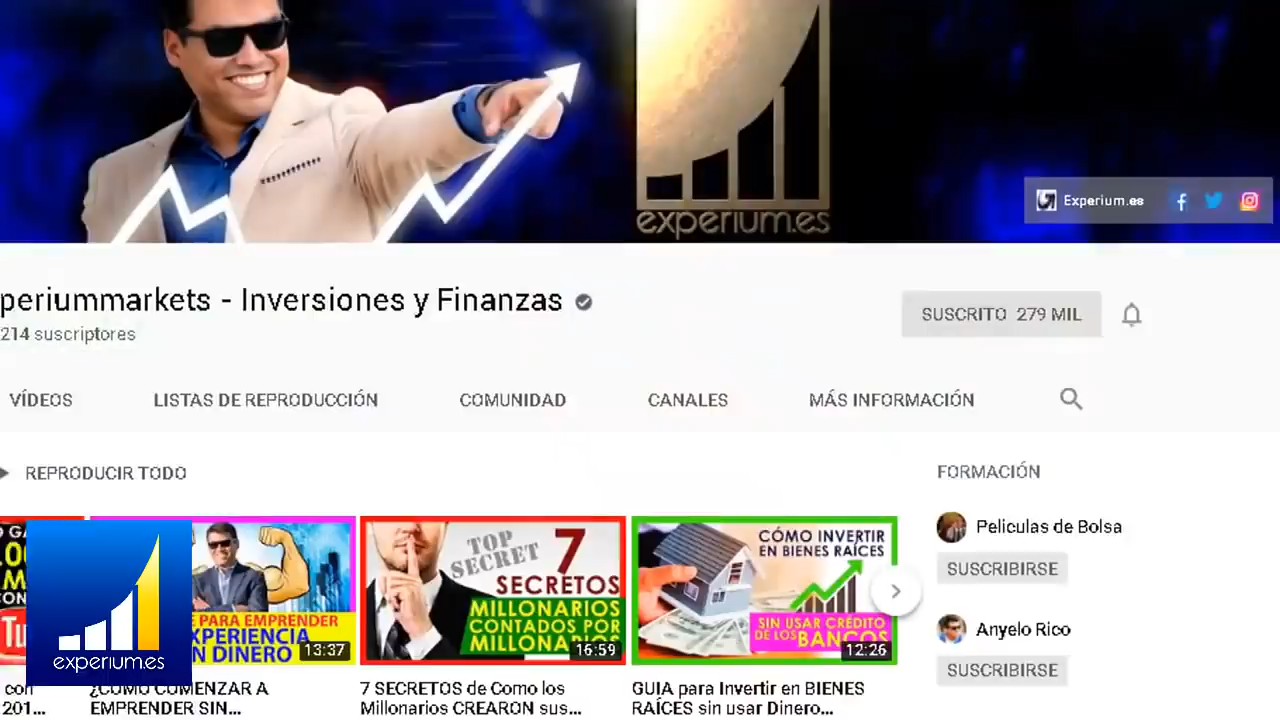 experium.es
Experium.es
periummarkets - Inversiones y Finanzas
214 suscriptores
SUSCRITO 279 MIL
VÍDEOS
LISTAS DE REPRODUCCIÓN
COMUNIDAD
CANALES
MÁS INFORMACIÓN
REPRODUCIR TODO
FORMACIÓN
Peliculas de Bolsa
SUSCRIBIRSE
Anyelo Rico
SUSCRIBIRSE
experium.es
PARA EMPRENDER
13:37
¿CÓMO COMENZAR A
EMPRENDER SIN...
TOP
SECRET
7
SECRETOS
MILLONARIOS
CONTADOS POR
MILLONARIOS
16:59
7 SECRETOS de Como los
Millonarios CREARON sus...
CÓMO INVERTIR
EN BIENES RAÍCES
SIN USAR CRÉDITO
DE LOS BANCOS
12:26
GUIA para Invertir en BIENES
RAÍCES sin usar Dinero...
con
201...